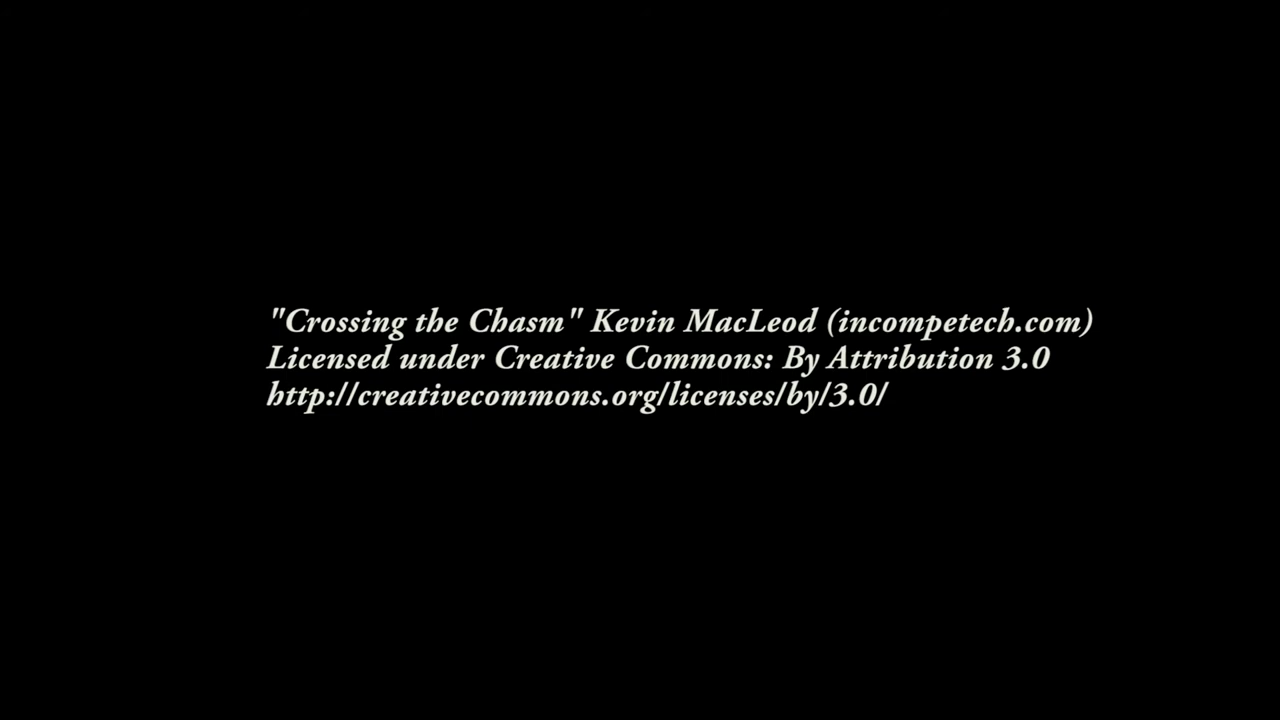 "Crossing the Chasm" Kevin MacLeod (incompetech.com)
Licensed under Creative Commons: By Attribution 3.0
http://creativecommons.org/licenses/by/3.0/